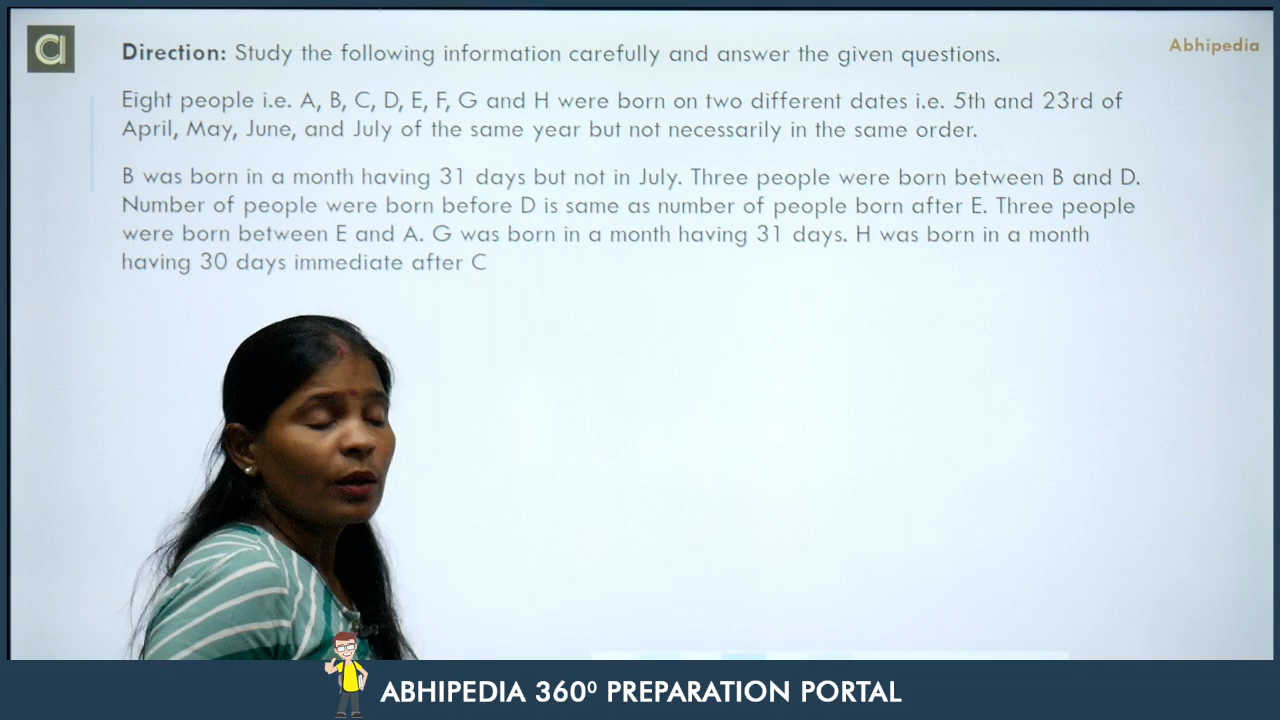 Abhipedia
Direction: Study the following information carefully and answer the given questions.
Eight people i.e. A, B, C, D, E, F, G and H were born on two different dates i.e. 5th and 23rd of
April, May, June, and July of the same year but not necessarily in the same order.
B was born in a month having 31 days but not in July. Three people were born between B and D.
Number of people were born before D is same as number of people born after E. Three people
were born between E and A. G was born in a month having 31 days. H was born in a month
having 30 days immediate after C
ABHIPEDIA 360⁰ PREPARATION PORTAL